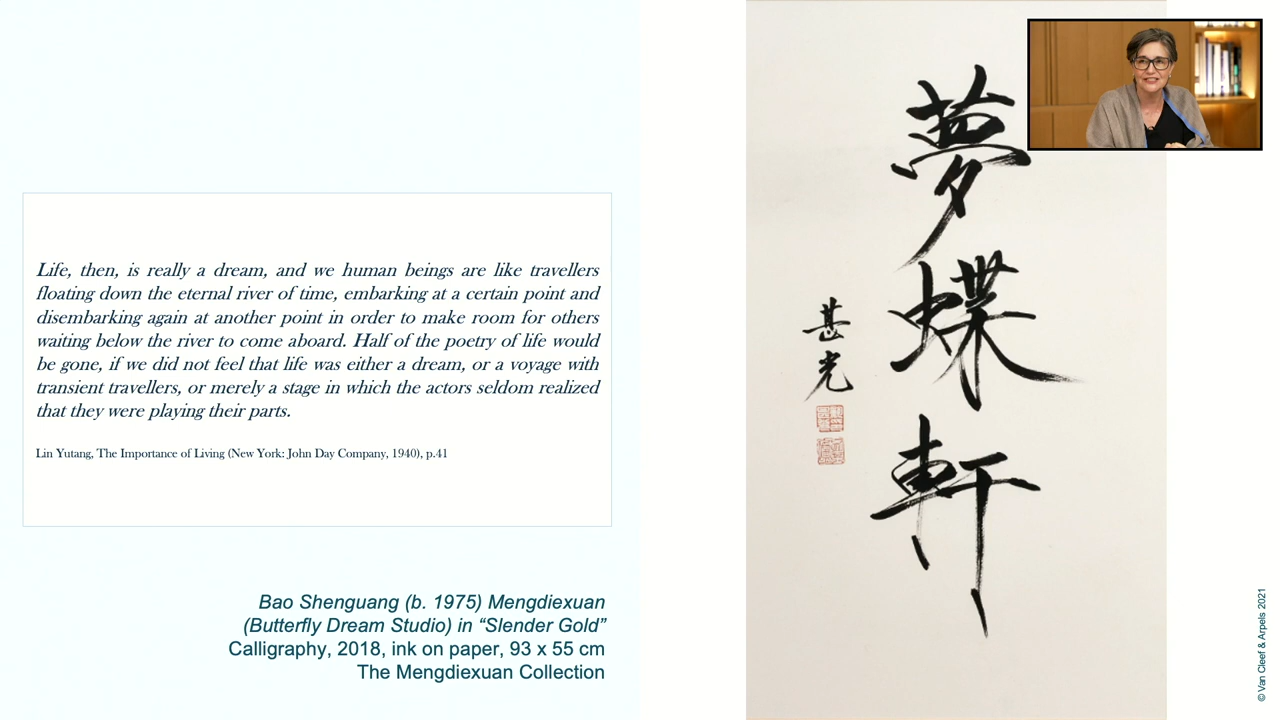 Life, then, is really a dream, and we human beings are like travellers
floating down the eternal river of time, embarking at a certain point and
disembarking again at another point in order to make room for others
waiting below the river to come aboard. Half of the poetry of life would
be gone, if we did not feel that life was either a dream, or a voyage with
transient travellers, or merely a stage in which the actors seldom realized
that they were playing their parts.
Lin Yutang, The Importance of Living (New York: John Day Company, 1940), p.41
Bao Shenguang (b. 1975) Mengdiexuan
(Butterfly Dream Studio) in “Slender Gold”
Calligraphy, 2018, ink on paper, 93 x 55 cm
The Mengdiexuan Collection
夢蝶軒
甚光
© Van Cleef & Arpels 2021